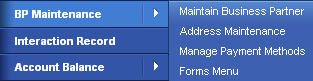 BP Maintenance
Interaction Record
Account Balance
Maintain Business Partner
Address Maintenance
Manage Payment Methods
Forms Menu